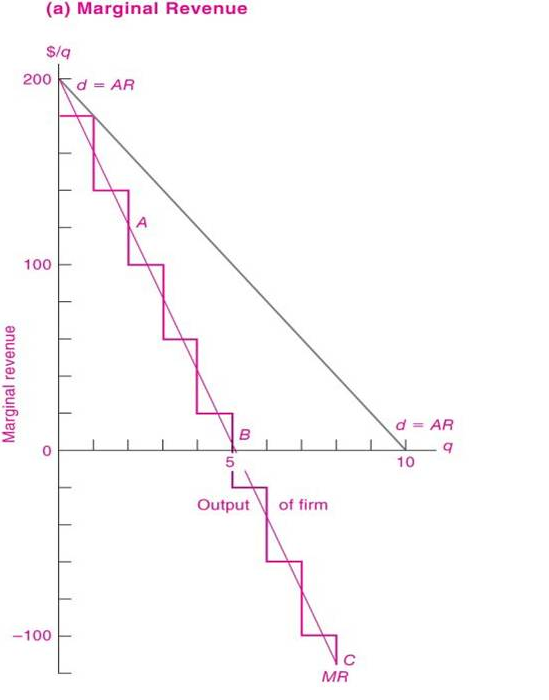 (a) Marginal Revenue
$/q
200
d = AR
A
100
Marginal revenue
d = AR
B
q
0
5
10
Output of firm
−100
C
MR